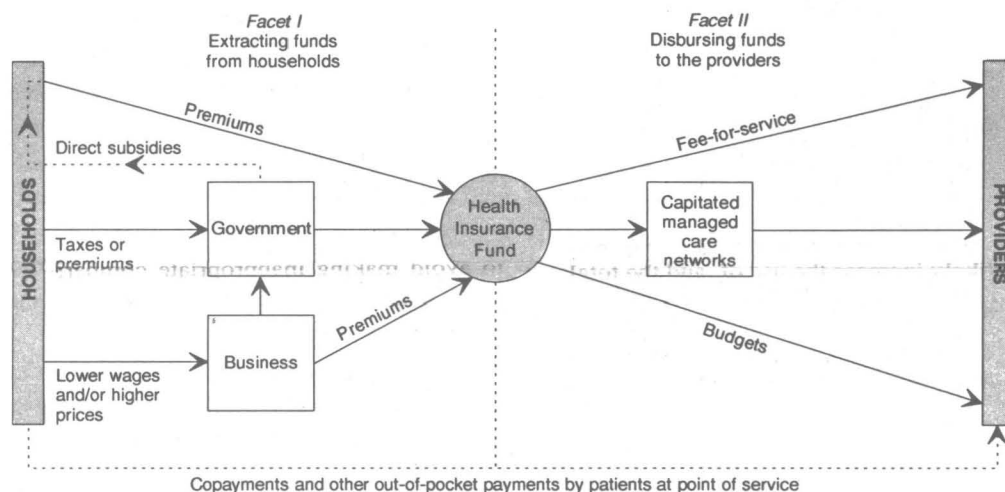 Facet I
Extracting funds
from households
Facet II
Disbursing funds
to the providers
HOUSEHOLDS
Premiums
Direct subsidies
Government
Taxes or
premiums
Business
Premiums
Lower wages
and/or higher
prices
Health
Insurance
Fund
Fee-for-service
Capitated
managed
care
networks
Budgets
PROVIDERS
Copayments and other out-of-pocket payments by patients at point of service